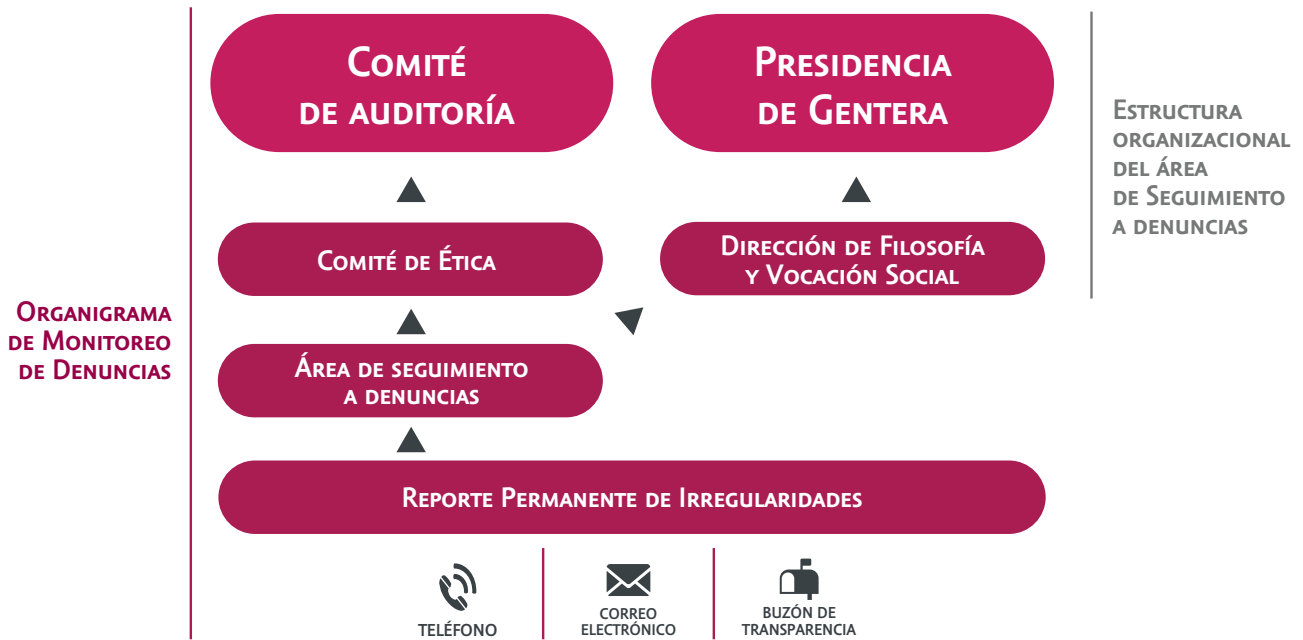 Comité
de auditoría
Presidencia
de Gentera
Estructura
organizacional
del área
de Seguimiento
a denuncias
Comité de Ética
Dirección de Filosofía
y Vocación Social
Organigrama
de Monitoreo
de Denuncias
Área de seguimiento
a denuncias
Reporte Permanente de Irregularidades
TELÉFONO
CORREO
ELECTRÓNICO
BUZÓN DE
TRANSPARENCIA